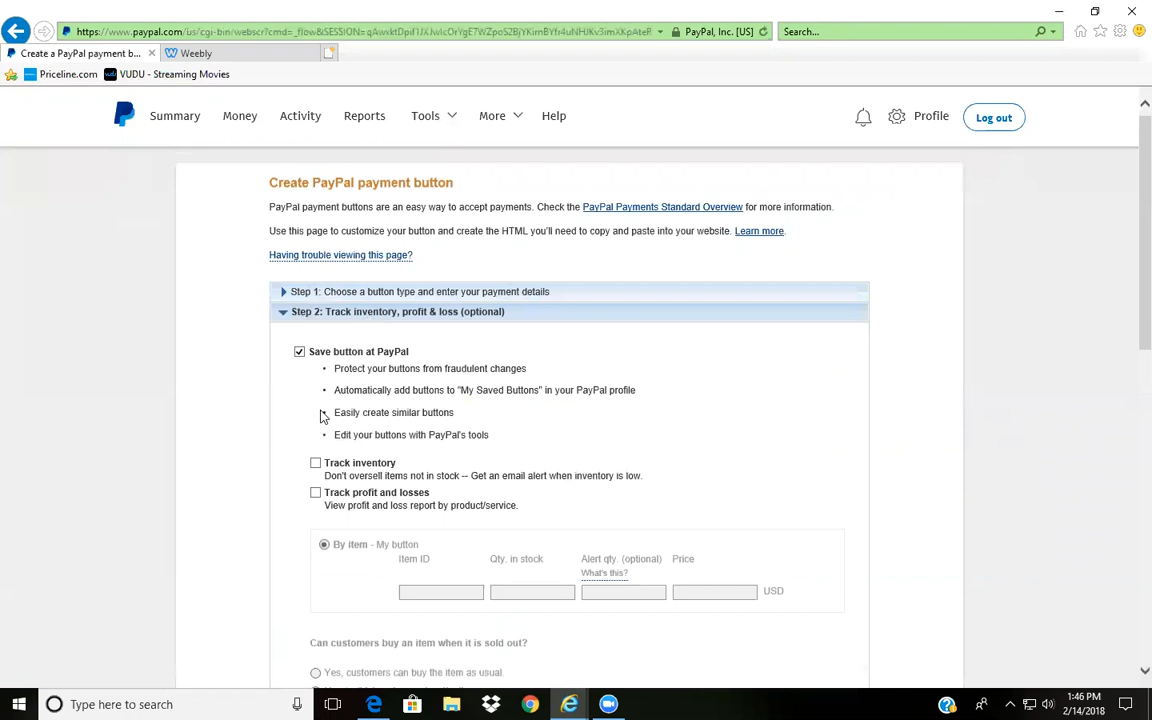 PayPal, Inc. [US]
Search...
Create a PayPal payment b...
Weebly
Priceline.com
VUDU - Streaming Movies
Summary Money Activity Reports Tools More Help Profile Log out
Create PayPal payment button
PayPal payment buttons are an easy way to accept payments. Check the PayPal Payments Standard Overview for more information.
Use this page to customize your button and create the HTML you'll need to copy and paste into your website. Learn more.
Having trouble viewing this page?
Step 1: Choose a button type and enter your payment details
Step 2: Track inventory, profit & loss (optional)
Save button at PayPal
• Protect your buttons from fraudulent changes
• Automatically add buttons to "My Saved Buttons" in your PayPal profile
• Easily create similar buttons
• Edit your buttons with PayPal's tools
Track inventory
Don't oversell items not in stock -- Get an email alert when inventory is low.
Track profit and losses
View profit and loss report by product/service.
By item - My button
Item ID Qty. in stock Alert qty. (optional) Price
What's this?
USD
Can customers buy an item when it is sold out?
Yes, customers can buy the item as usual.
Type here to search
1:46 PM
2/14/2018